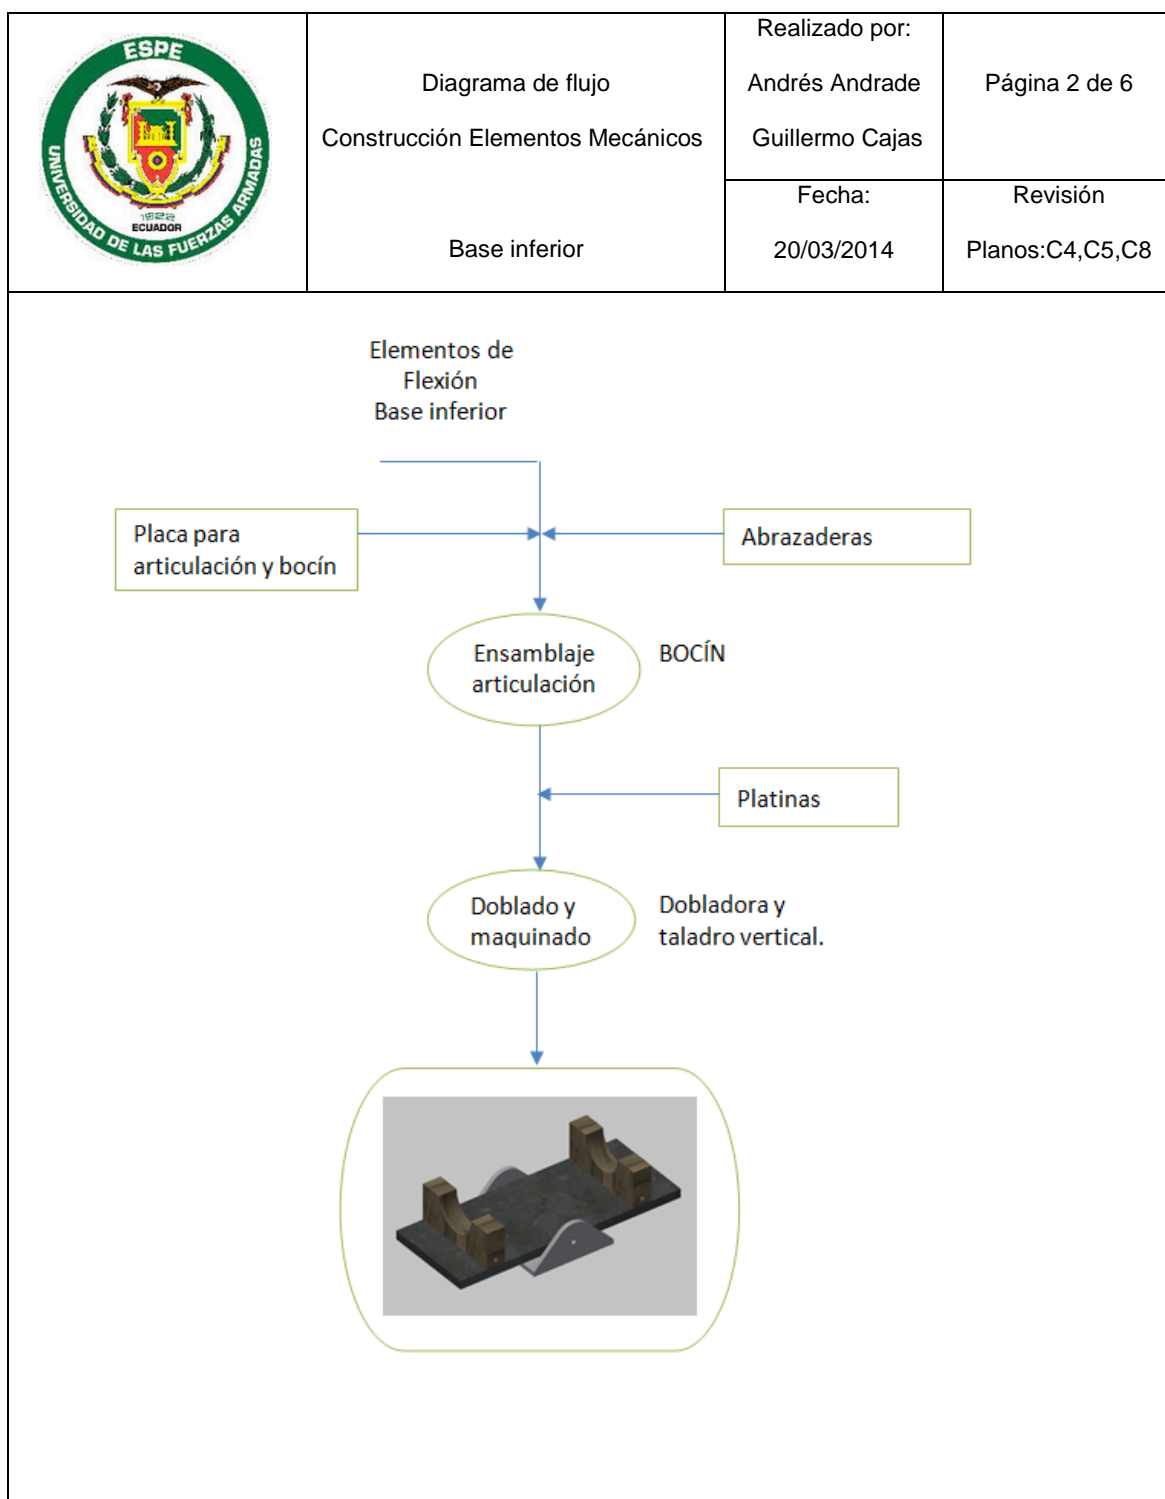 ESPE
UNIVERSIDAD DE LAS FUERZAS ARMADAS
1922
ECUADOR
Diagrama de flujo
Construcción Elementos Mecánicos
Base inferior
Realizado por:
Andrés Andrade
Guillermo Cajas
Página 2 de 6
Fecha:
20/03/2014
Revisión
Planos:C4,C5,C8
Elementos de
Flexión
Base inferior
Placa para
articulación y bocín
Abrazaderas
Ensamblaje
articulación
BOCÍN
Platinas
Doblado y
maquinado
Dobladora y
taladro vertical.